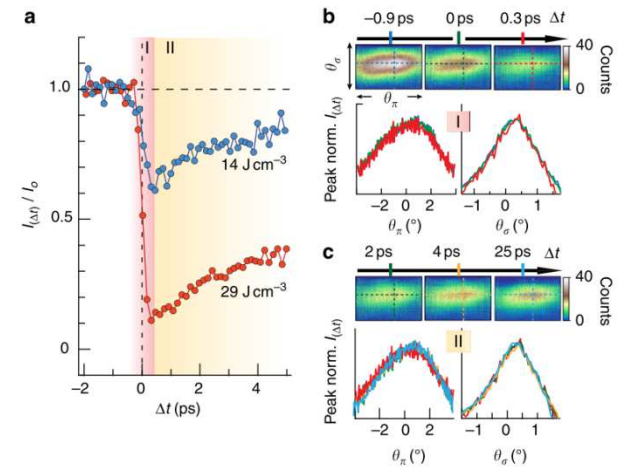 a
I
II
1.0
0.5
0
I(Δt) / Io
14 J cm⁻³
29 J cm⁻³
−2
0
2
4
Δt (ps)
b
−0.9 ps
0 ps
0.3 ps
Δt
θσ
θπ
40
0
Counts
Peak norm. I(Δt)
I
−2
0
2
θπ (°)
−1
0
1
θσ (°)
c
2 ps
4 ps
25 ps
Δt
40
0
Counts
Peak norm. I(Δt)
II
−2
0
2
θπ (°)
−1
0
1
θσ (°)